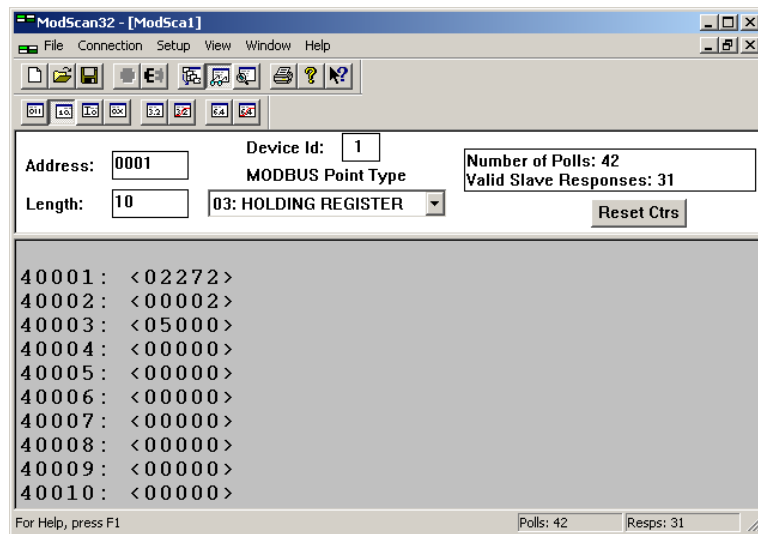 ModScan32 - [ModSca1]
File Connection Setup View Window Help
Device Id: 1
Address: 0001
MODBUS Point Type
Length: 10
03: HOLDING REGISTER
Number of Polls: 42
Valid Slave Responses: 31
Reset Ctrs
40001: <02272>
40002: <00002>
40003: <05000>
40004: <00000>
40005: <00000>
40006: <00000>
40007: <00000>
40008: <00000>
40009: <00000>
40010: <00000>
For Help, press F1
Polls: 42
Resps: 31